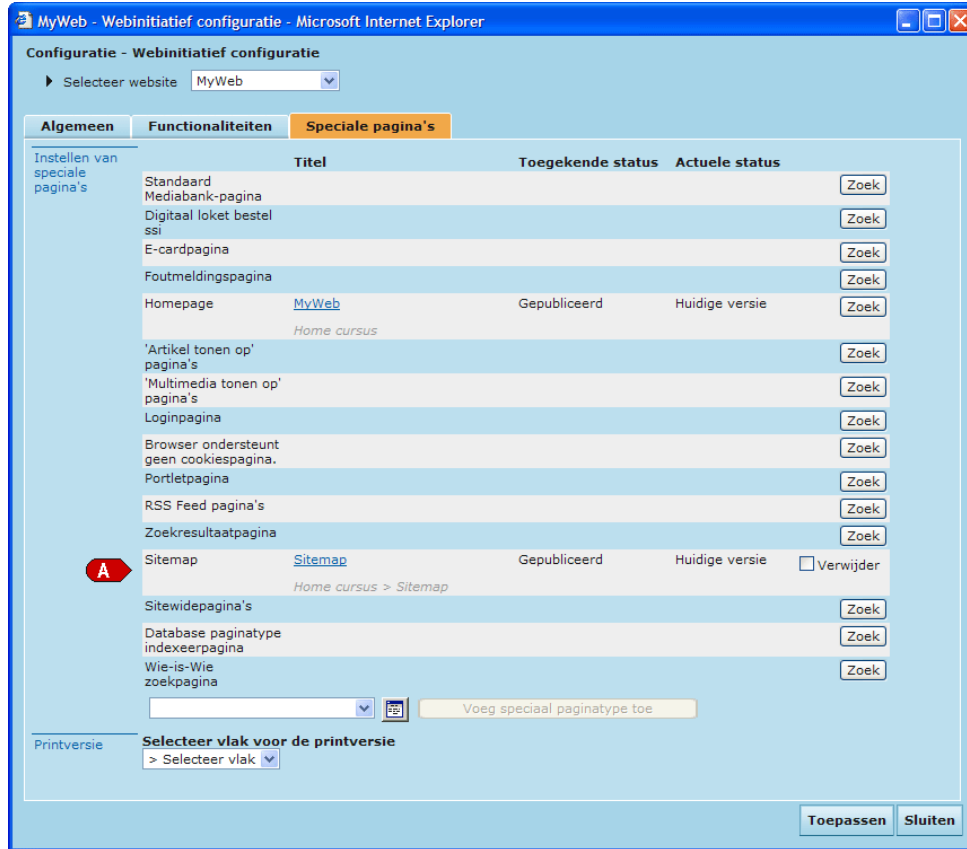 MyWeb - Webinitiatief configuratie - Microsoft Internet Explorer
Configuratie - Webinitiatief configuratie
Selecteer website MyWeb
Algemeen Functionaliteiten Speciale pagina's
Instellen van
speciale
pagina's
Titel Toegekende status Actuele status
Standaard
Mediabank-pagina Zoek
Digitaal loket bestel
ssi Zoek
E-cardpagina Zoek
Foutmeldingspagina Zoek
Homepage MyWeb Gepubliceerd Huidige versie Zoek
Home cursus
'Artikel tonen op'
pagina's Zoek
'Multimedia tonen op'
pagina's Zoek
Loginpagina Zoek
Browser ondersteunt
geen cookiespagina. Zoek
Portletpagina Zoek
RSS Feed pagina's Zoek
Zoekresultaatpagina Zoek
A Sitemap Sitemap Gepubliceerd Huidige versie Verwijder
Home cursus > Sitemap
Sitewidepagina's Zoek
Database paginatype
indexeerpagina Zoek
Wie-is-Wie
zoekpagina Zoek
Voeg speciaal paginatype toe
Printversie Selecteer vlak voor de printversie
> Selecteer vlak
Toepassen Sluiten